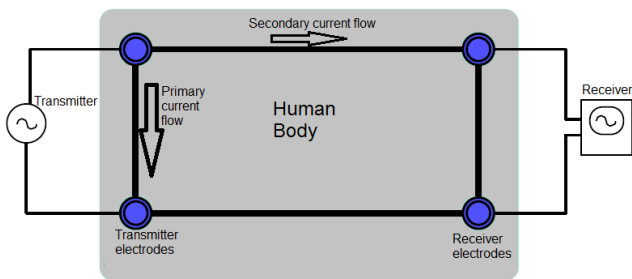 Secondary current flow
Transmitter
Primary
current
flow
Human
Body
Receiver
Transmitter
electrodes
Receiver
electrodes